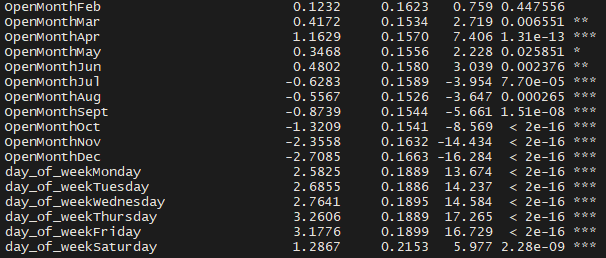 OpenMonthFeb 0.1232 0.1623 0.759 0.447556
OpenMonthMar 0.4172 0.1534 2.719 0.006551 **
OpenMonthApr 1.1629 0.1570 7.406 1.31e-13 ***
OpenMonthMay 0.3468 0.1556 2.228 0.025851 *
OpenMonthJun 0.4802 0.1580 3.039 0.002376 **
OpenMonthJul -0.6283 0.1589 -3.954 7.70e-05 ***
OpenMonthAug -0.5567 0.1526 -3.647 0.000265 ***
OpenMonthSept -0.8739 0.1544 -5.661 1.51e-08 ***
OpenMonthOct -1.3209 0.1541 -8.569 < 2e-16 ***
OpenMonthNov -2.3558 0.1632 -14.434 < 2e-16 ***
OpenMonthDec -2.7085 0.1663 -16.284 < 2e-16 ***
day_of_weekMonday 2.5825 0.1889 13.674 < 2e-16 ***
day_of_weekTuesday 2.6855 0.1886 14.237 < 2e-16 ***
day_of_weekWednesday 2.7641 0.1895 14.584 < 2e-16 ***
day_of_weekThursday 3.2606 0.1889 17.265 < 2e-16 ***
day_of_weekFriday 3.1776 0.1899 16.729 < 2e-16 ***
day_of_weekSaturday 1.2867 0.2153 5.977 2.28e-09 ***